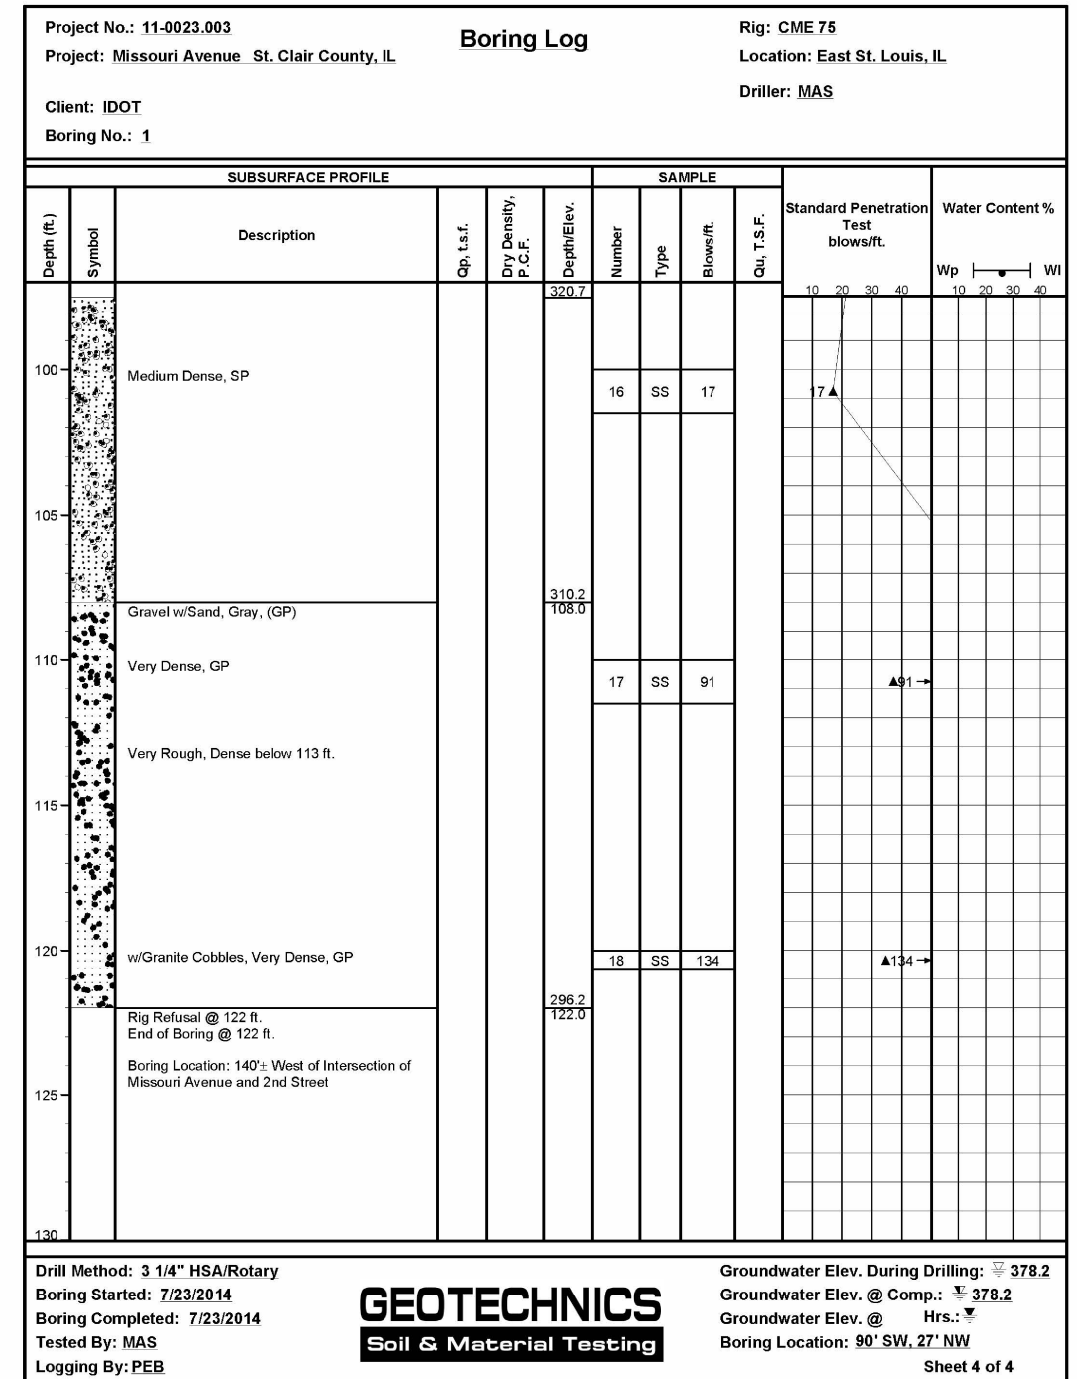 Project No.: 11-0023.003
Project: Missouri Avenue St. Clair County, IL
Client: IDOT
Boring No.: 1
Boring Log
Rig: CME 75
Location: East St. Louis, IL
Driller: MAS
SUBSURFACE PROFILE
SAMPLE
Depth (ft.)
Symbol
Description
Qp, t.s.f.
Dry Density, P.C.F.
Depth/Elev.
Number
Type
Blows/ft.
Qu, T.S.F.
Standard Penetration
Test
blows/ft.
Water Content %
Wp Wl
10 20 30 40
10 20 30 40
320.7
100
Medium Dense, SP
16 SS 17
17
105
310.2
108.0
Gravel w/Sand, Gray, (GP)
110
Very Dense, GP
17 SS 91
91
Very Rough, Dense below 113 ft.
115
120
w/Granite Cobbles, Very Dense, GP
18 SS 134
134
296.2
122.0
Rig Refusal @ 122 ft.
End of Boring @ 122 ft.
Boring Location: 140'± West of Intersection of
Missouri Avenue and 2nd Street
125
130
Drill Method: 3 1/4" HSA/Rotary
Boring Started: 7/23/2014
Boring Completed: 7/23/2014
Tested By: MAS
Logging By: PEB
GEOTECHNICS
Soil & Material Testing
Groundwater Elev. During Drilling: 378.2
Groundwater Elev. @ Comp.: 378.2
Groundwater Elev. @ Hrs.:
Boring Location: 90' SW, 27' NW
Sheet 4 of 4